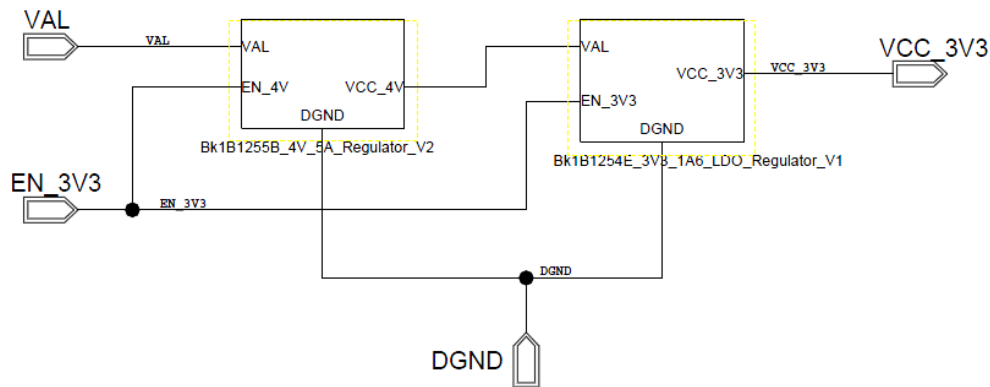 VAL
VAL
VAL
EN_4V
VCC_4V
DGND
Bk1B1255B_4V_5A_Regulator_V2
VAL
VCC_3V3
EN_3V3
DGND
Bk1B1254E_3V3_1A6_LDO_Regulator_V1
VCC_3V3
VCC_3V3
EN_3V3
EN_3V3
DGND
DGND